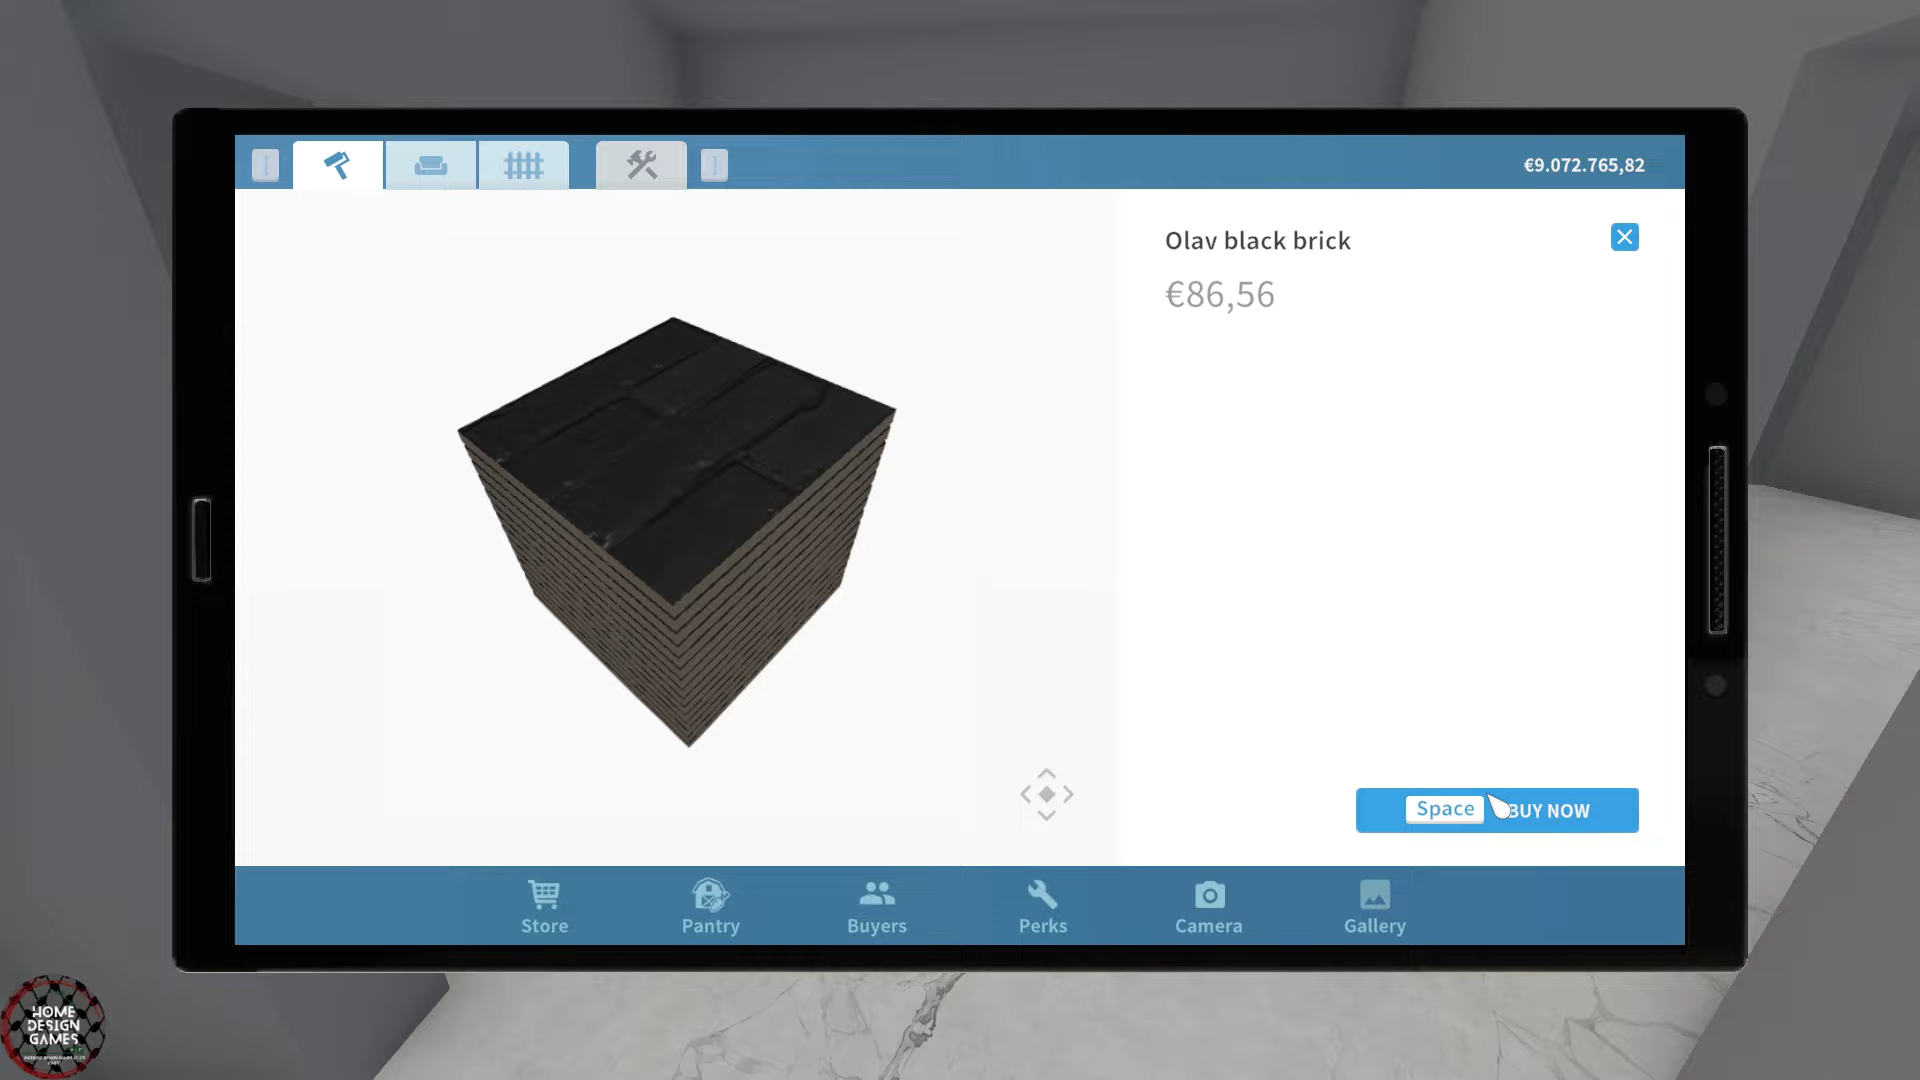 €9.072.765,82
Olav black brick
€86,56
Space BUY NOW
Store Pantry Buyers Perks Camera Gallery
HOME
DESIGN
GAMES